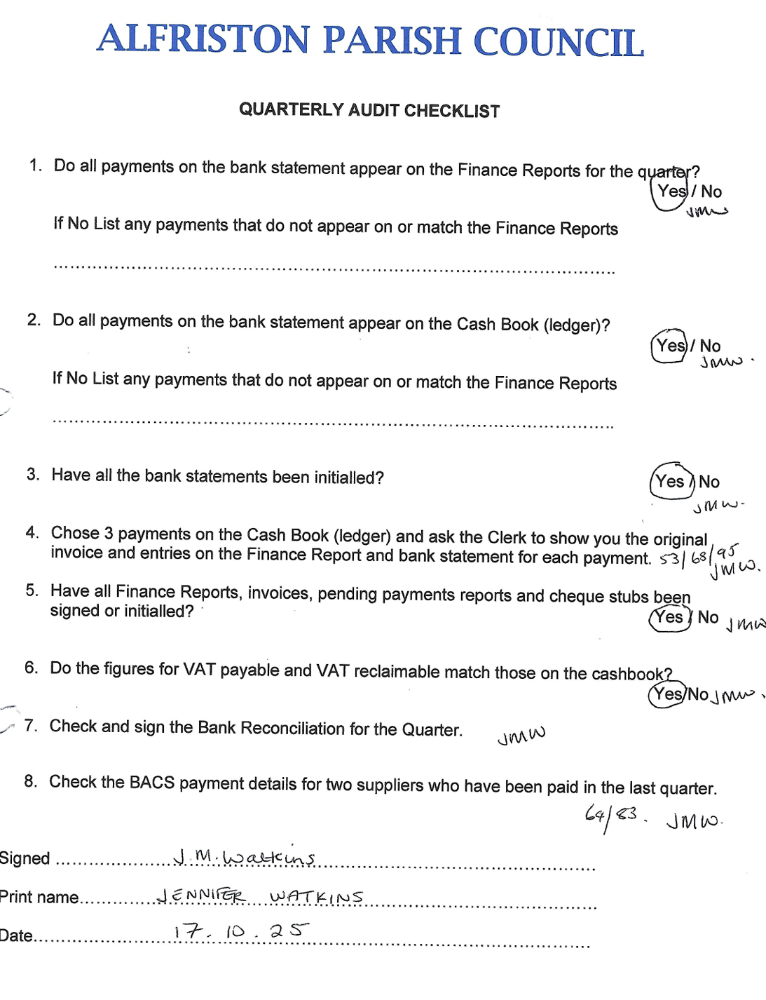 ALFRISTON PARISH COUNCIL
QUARTERLY AUDIT CHECKLIST
1. Do all payments on the bank statement appear on the Finance Reports for the quarter?
Yes / No
JMW
If No List any payments that do not appear on or match the Finance Reports
2. Do all payments on the bank statement appear on the Cash Book (ledger)?
Yes / No
JMW.
If No List any payments that do not appear on or match the Finance Reports
3. Have all the bank statements been initialled?
Yes / No
JMW.
4. Chose 3 payments on the Cash Book (ledger) and ask the Clerk to show you the original
invoice and entries on the Finance Report and bank statement for each payment. 53/68/95
JMW.
5. Have all Finance Reports, invoices, pending payments reports and cheque stubs been
signed or initialled?
Yes / No JMW
6. Do the figures for VAT payable and VAT reclaimable match those on the cashbook?
Yes/No JMW.
7. Check and sign the Bank Reconciliation for the Quarter. JMW
8. Check the BACS payment details for two suppliers who have been paid in the last quarter.
64/83. JMW.
Signed J.M. Watkins
Print name JENNIFER WATKINS
Date 17.10.25